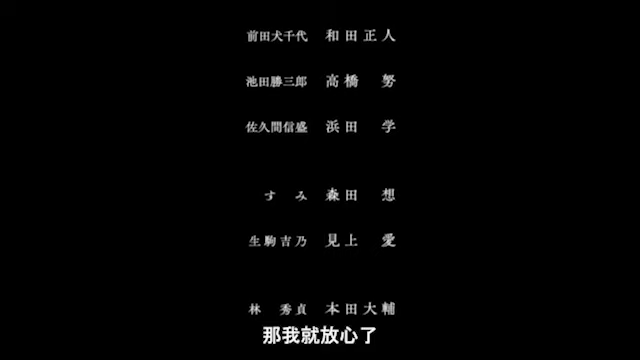 前田犬千代 和田正人
池田勝三郎 高橋 努
佐久間信盛 浜田 学
すみ 森田 想
生駒吉乃 見上 愛
林 秀貞 本田大輔
那我就放心了